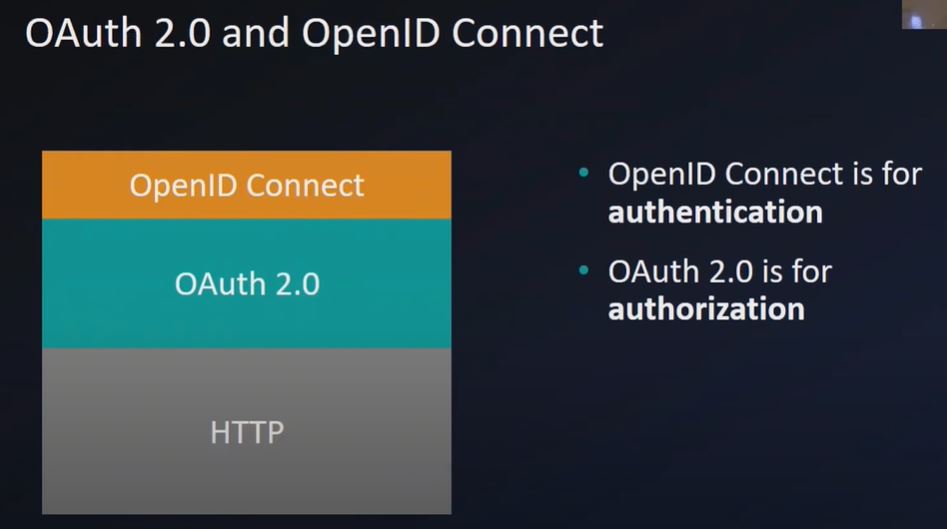 OAuth 2.0 and OpenID Connect
OpenID Connect
OAuth 2.0
HTTP
• OpenID Connect is for
authentication
• OAuth 2.0 is for
authorization